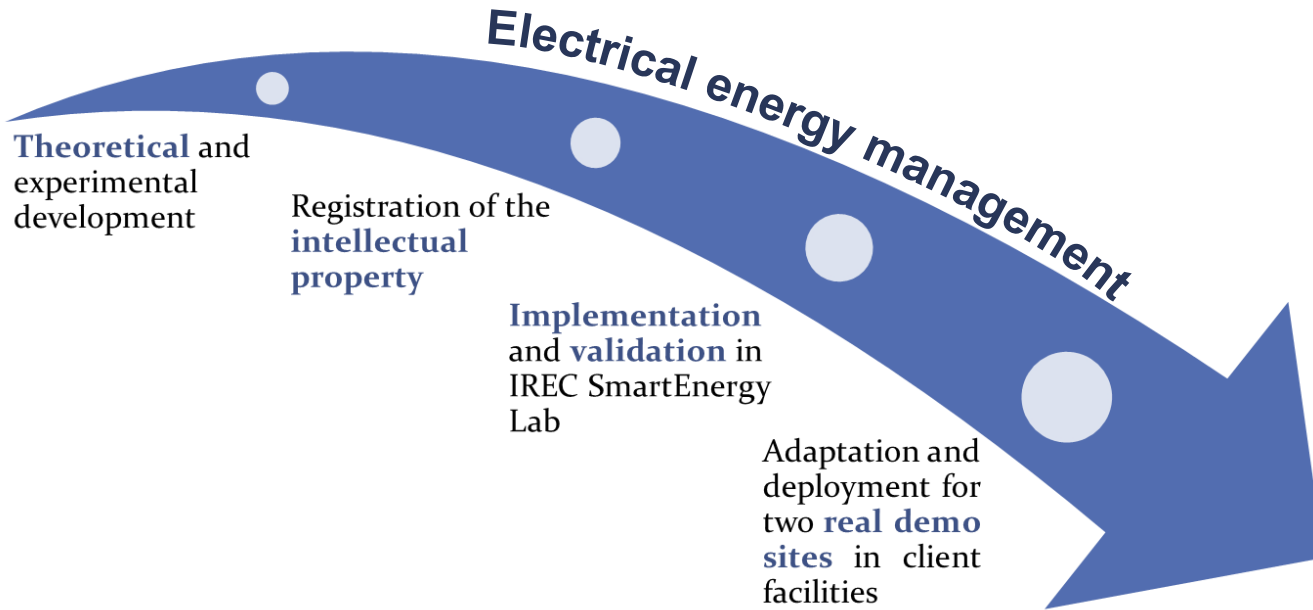 Electrical energy management
Theoretical and
experimental
development
Registration of the
intellectual
property
Implementation
and validation in
IREC SmartEnergy
Lab
Adaptation and
deployment for
two real demo
sites in client
facilities